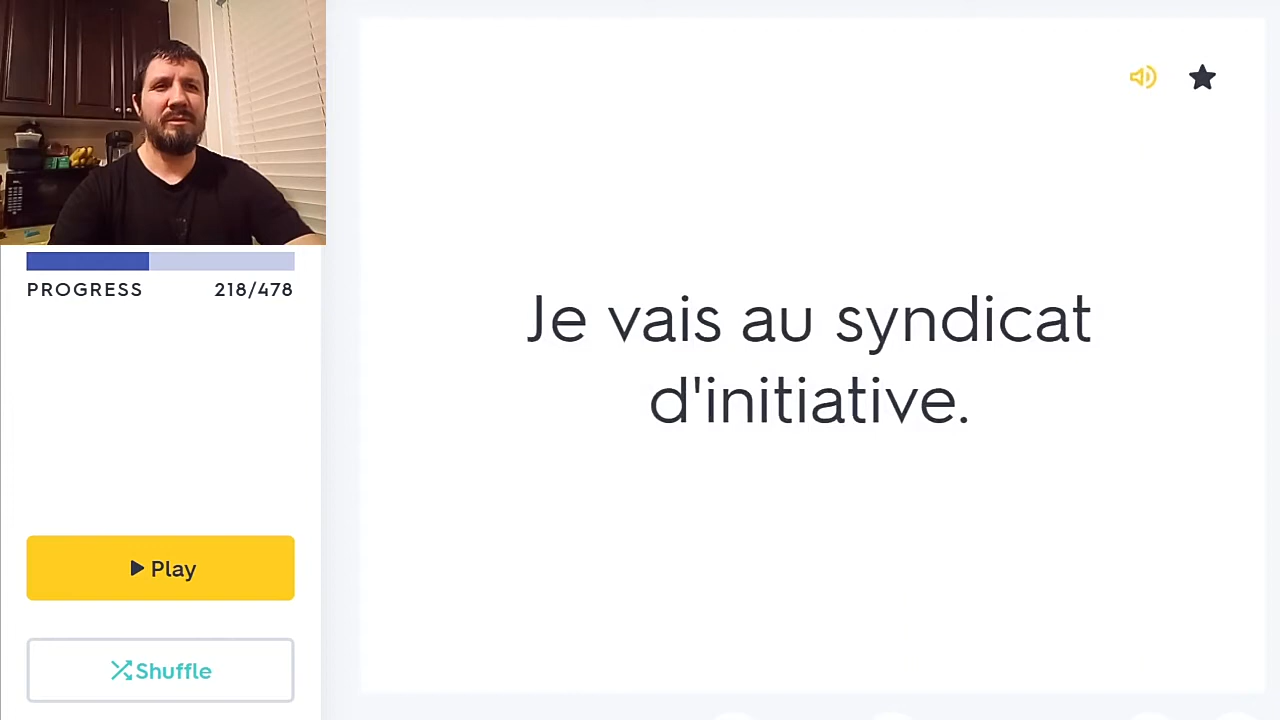 Je vais au syndicat
d'initiative.
PROGRESS 218/478
Play
Shuffle